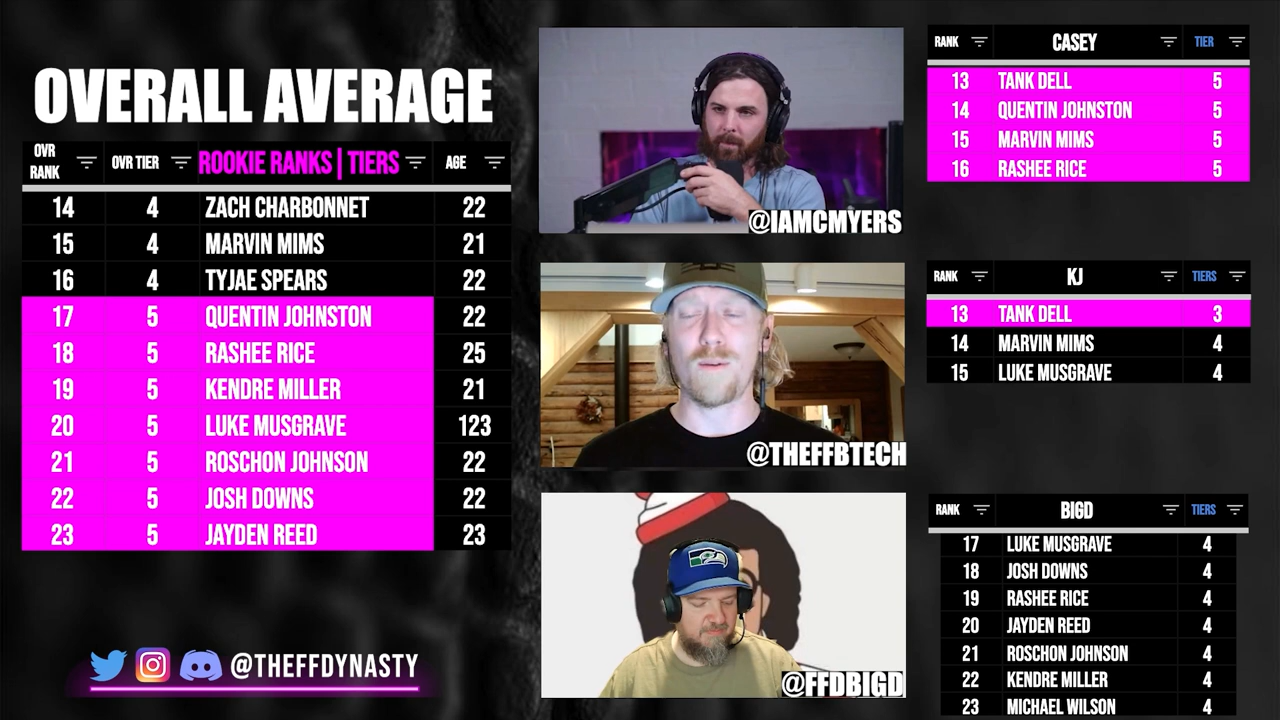 OVERALL AVERAGE
OVR RANK OVR TIER ROOKIE RANKS | TIERS AGE
14 4 ZACH CHARBONNET 22
15 4 MARVIN MIMS 21
16 4 TYJAE SPEARS 22
17 5 QUENTIN JOHNSTON 22
18 5 RASHEE RICE 25
19 5 KENDRE MILLER 21
20 5 LUKE MUSGRAVE 123
21 5 ROSCHON JOHNSON 22
22 5 JOSH DOWNS 22
23 5 JAYDEN REED 23
@THEFFDYNASTY
@IAMCMYERS
@THEFFBTECH
@FFDBIGD
RANK CASEY TIER
13 TANK DELL 5
14 QUENTIN JOHNSTON 5
15 MARVIN MIMS 5
16 RASHEE RICE 5
RANK KJ TIERS
13 TANK DELL 3
14 MARVIN MIMS 4
15 LUKE MUSGRAVE 4
RANK BIGD TIERS
17 LUKE MUSGRAVE 4
18 JOSH DOWNS 4
19 RASHEE RICE 4
20 JAYDEN REED 4
21 ROSCHON JOHNSON 4
22 KENDRE MILLER 4
23 MICHAEL WILSON 4